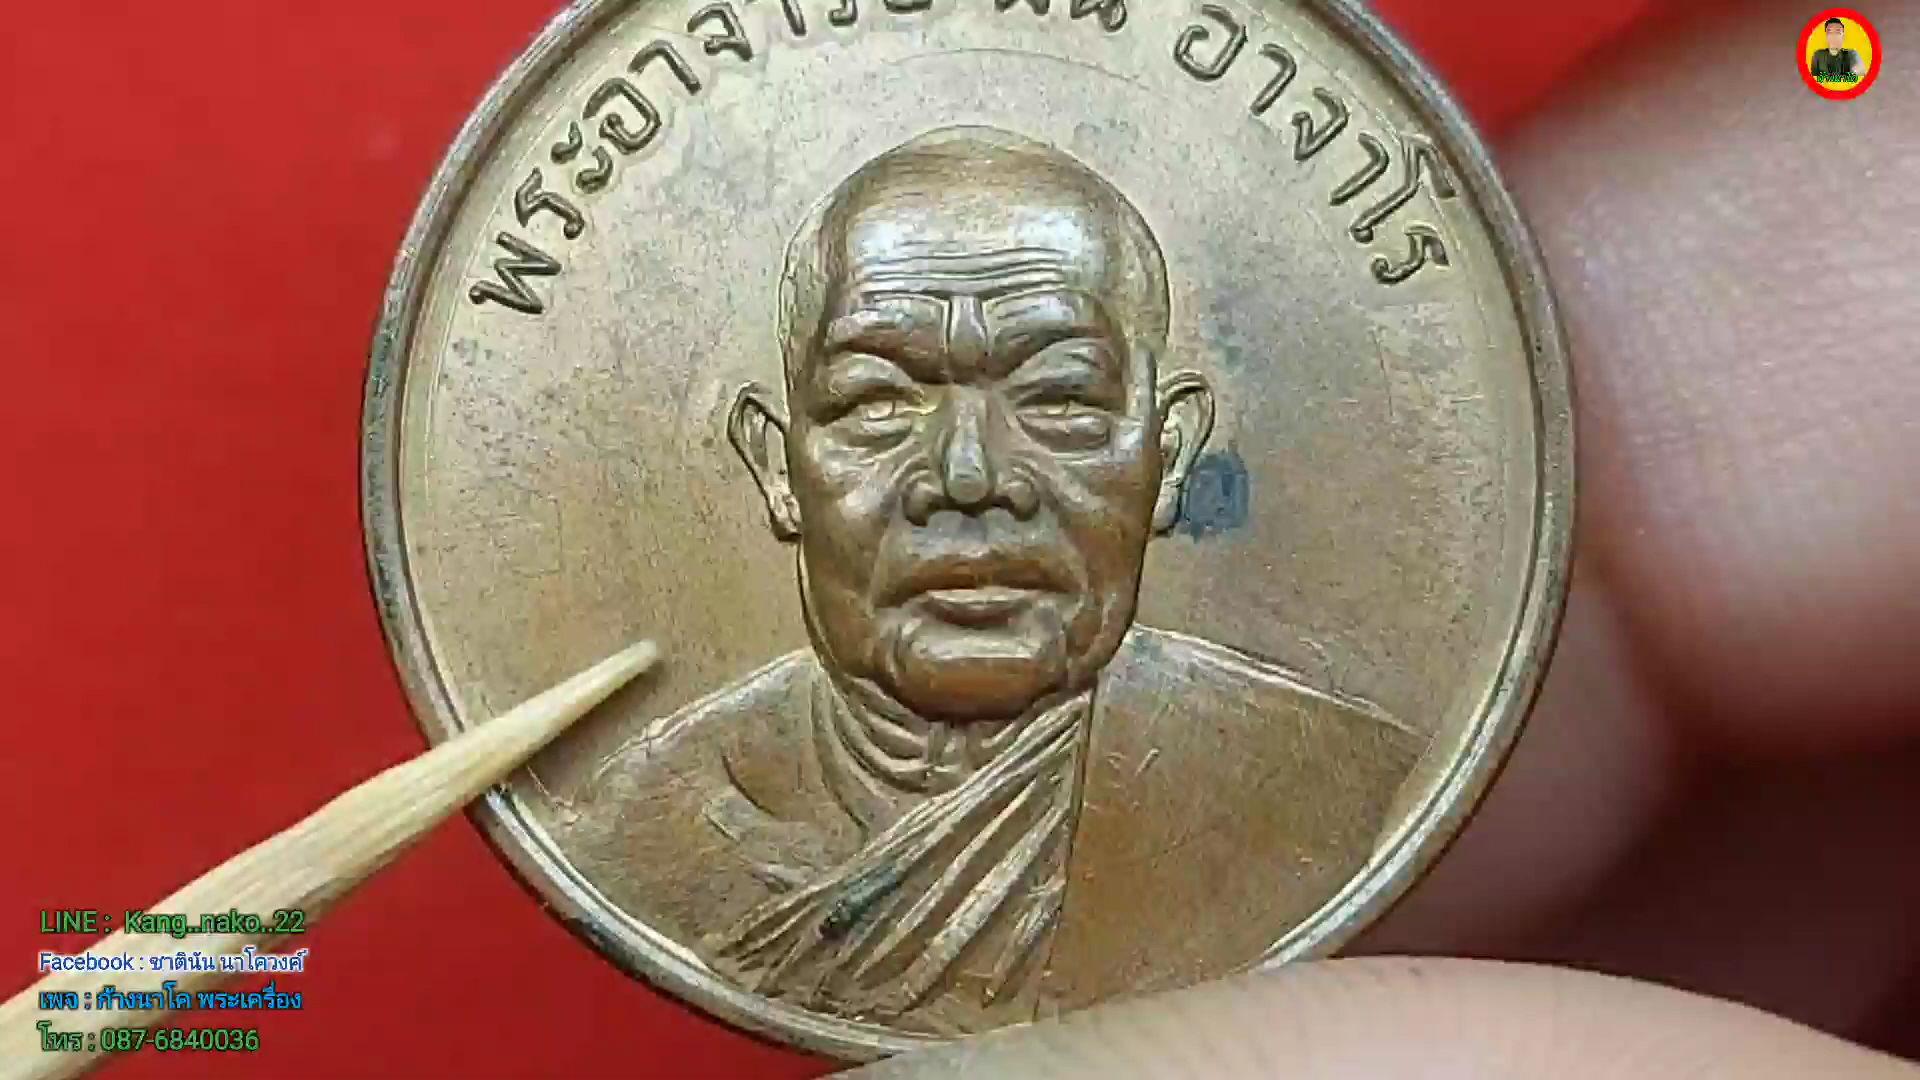 พระอาจารย์ ฝั้น อาจาโร
LINE : Kang..nako..22
Facebook : ชาตินัน นาโควงค์
เพจ : ก้างนาโค พระเครื่อง
โทร : 087-6840036